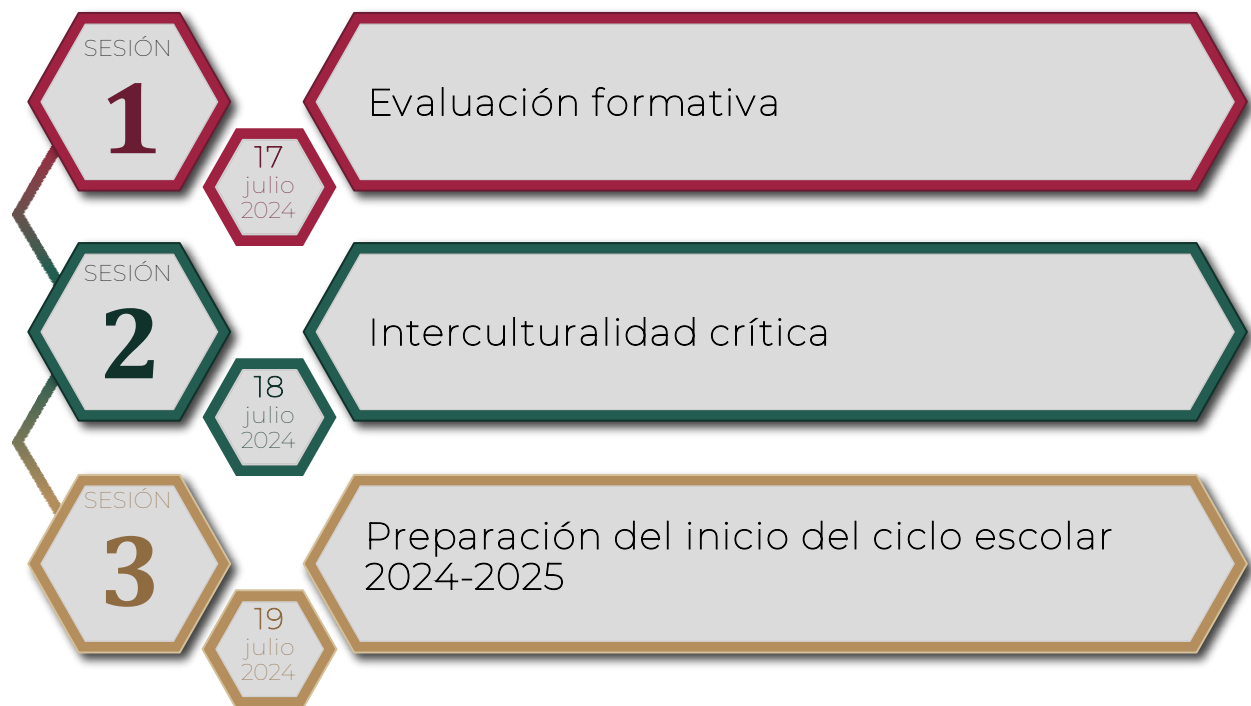 SESIÓN
1
17
julio
2024
Evaluación formativa
SESIÓN
2
18
julio
2024
Interculturalidad crítica
SESIÓN
3
19
julio
2024
Preparación del inicio del ciclo escolar
2024-2025